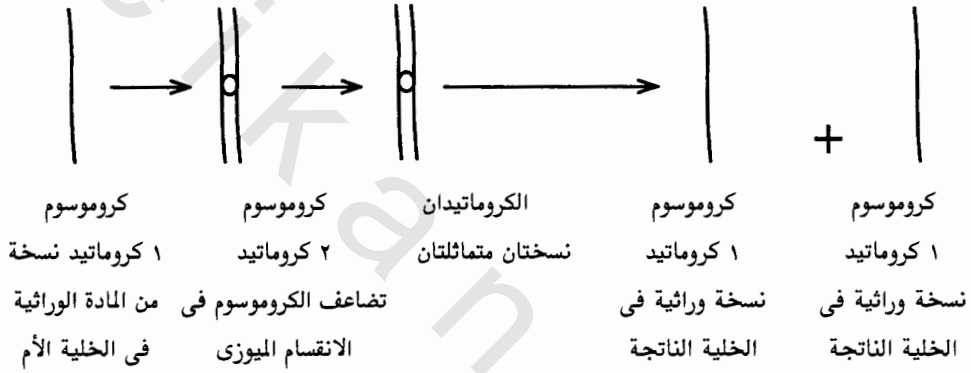 كروموسوم
١ كروماتيد نسخة
من المادة الوراثية
فى الخلية الأم
كروموسوم
٢ كروماتيد
تضاعف الكروموسوم فى
الانقسام الميوزى
الكروماتيدان
نسختان متماثلتان
+
كروموسوم
١ كروماتيد
نسخة وراثية فى
الخلية الناتجة
كروموسوم
١ كروماتيد
نسخة وراثية فى
الخلية الناتجة